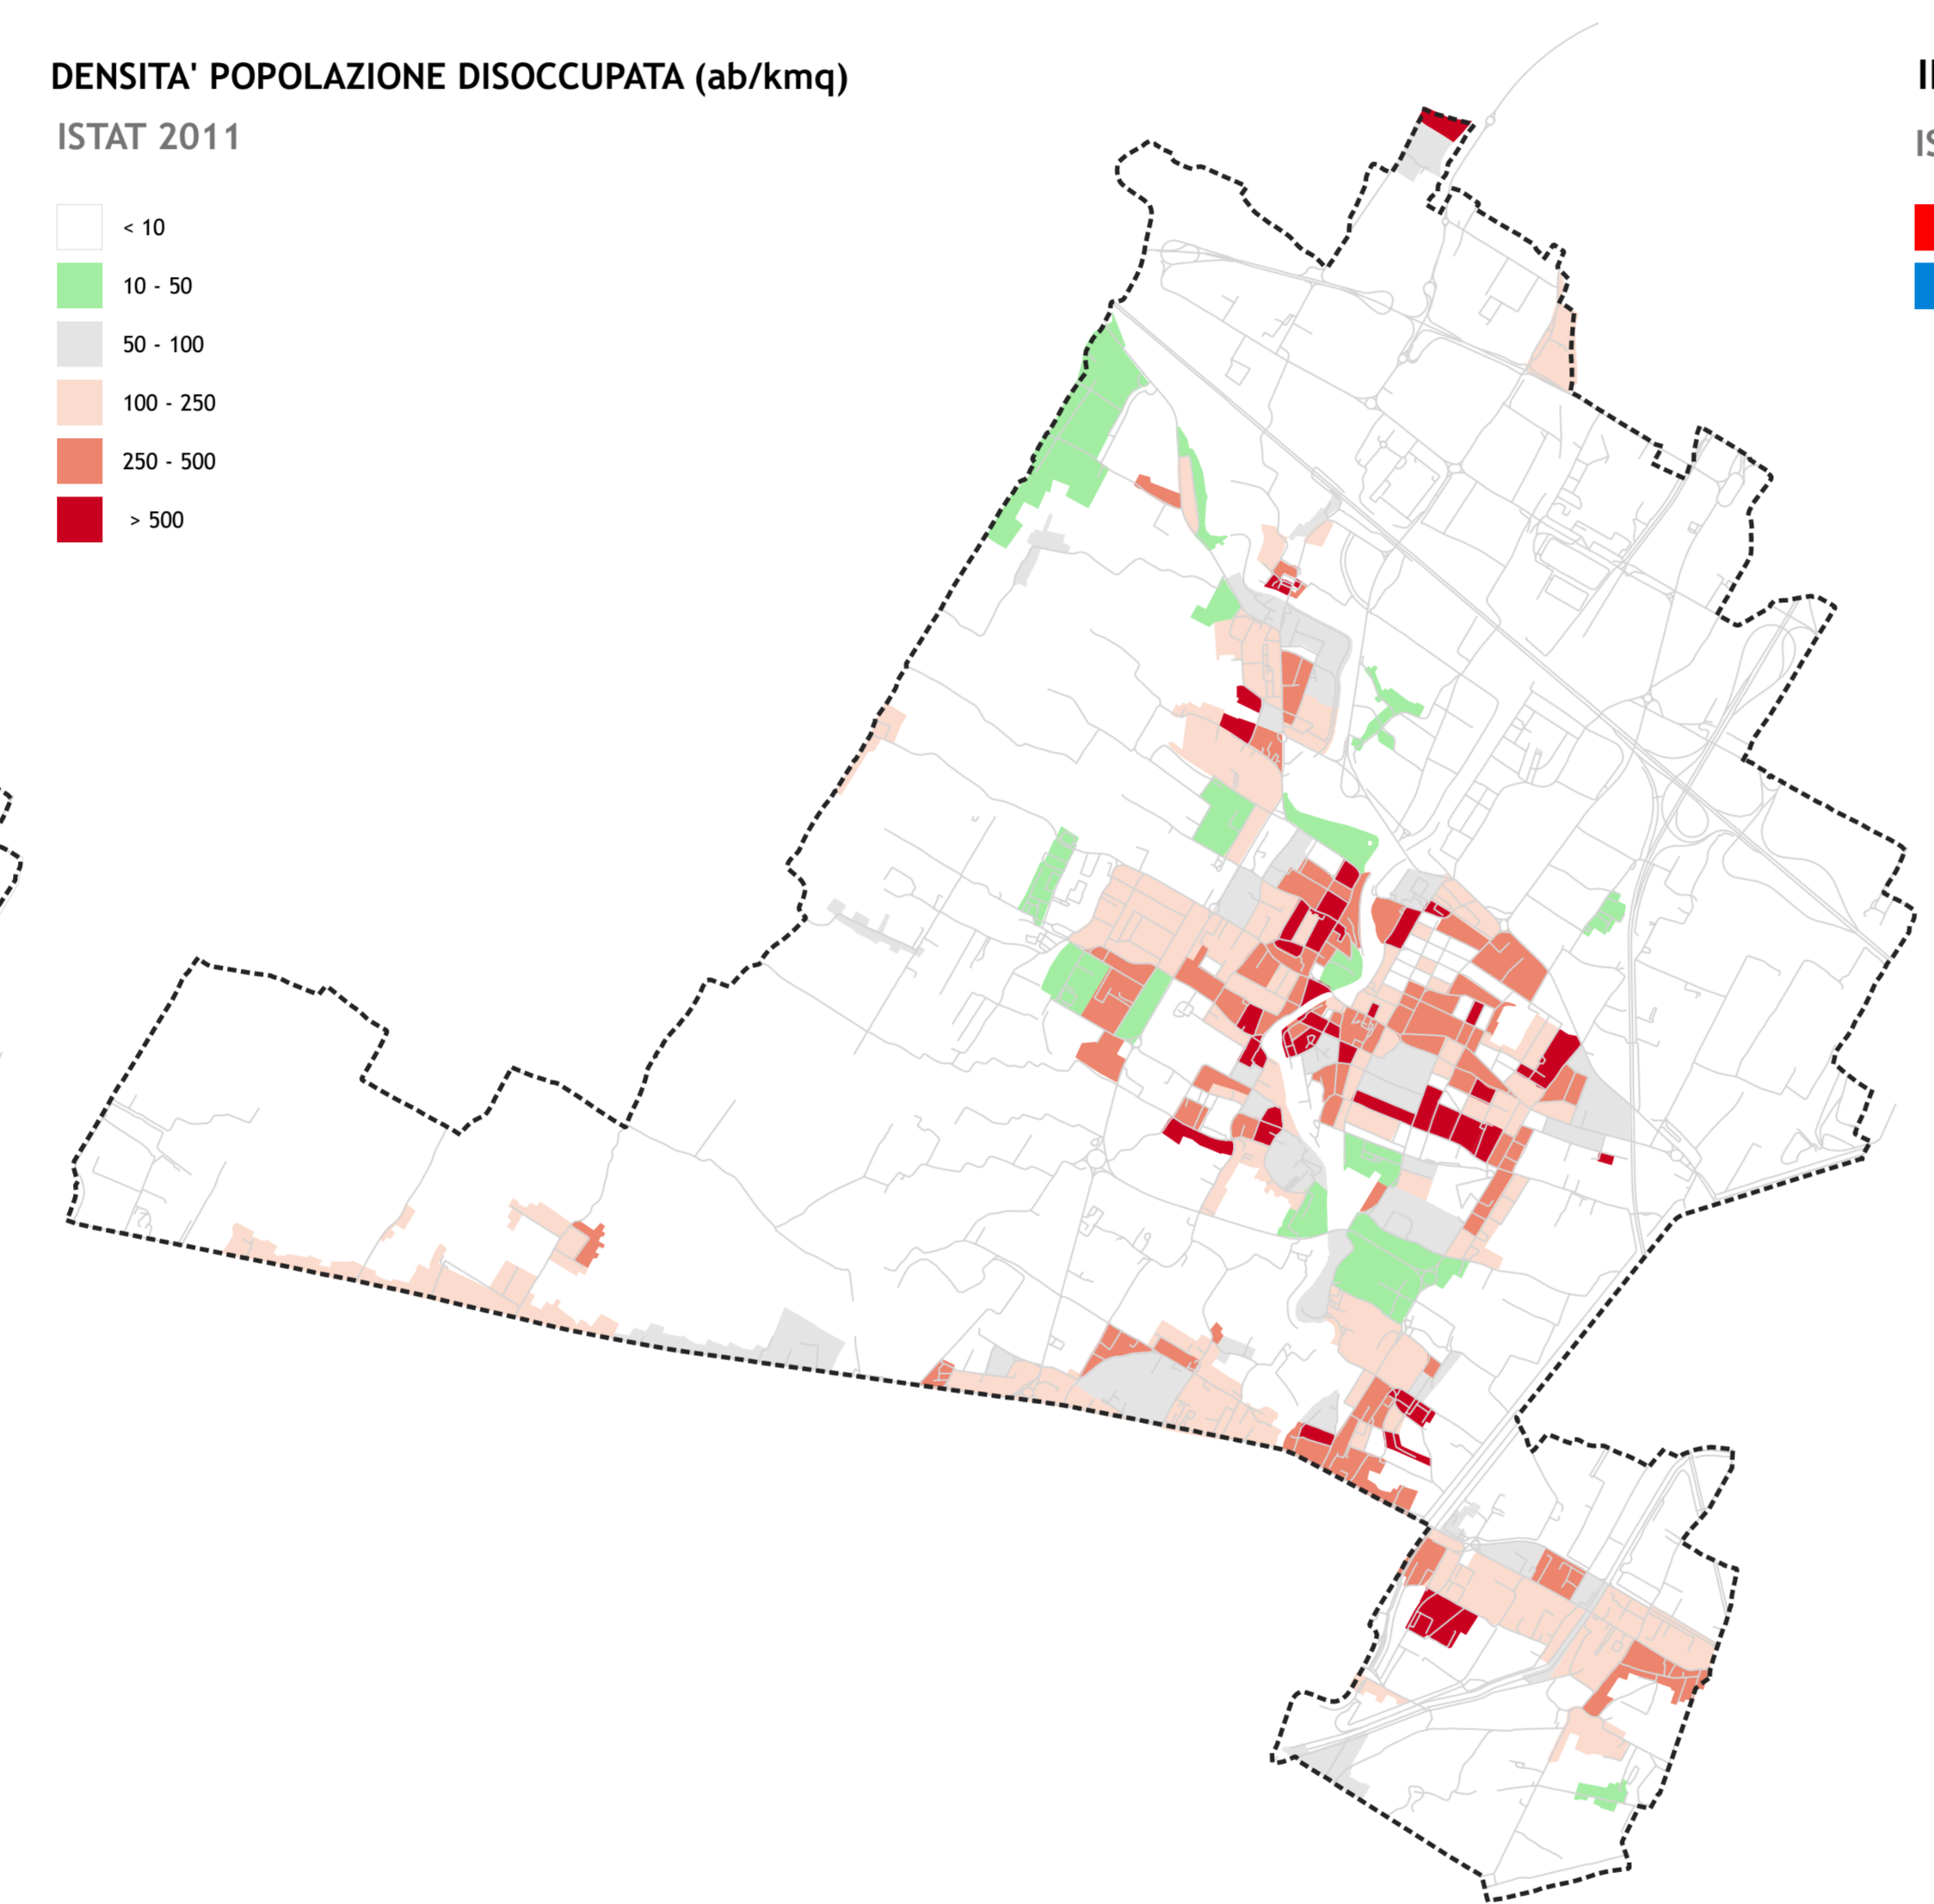 DENSITA' POPOLAZIONE DISOCCUPATA (ab/kmq)
ISTAT 2011
< 10
10 - 50
50 - 100
100 - 250
250 - 500
> 500